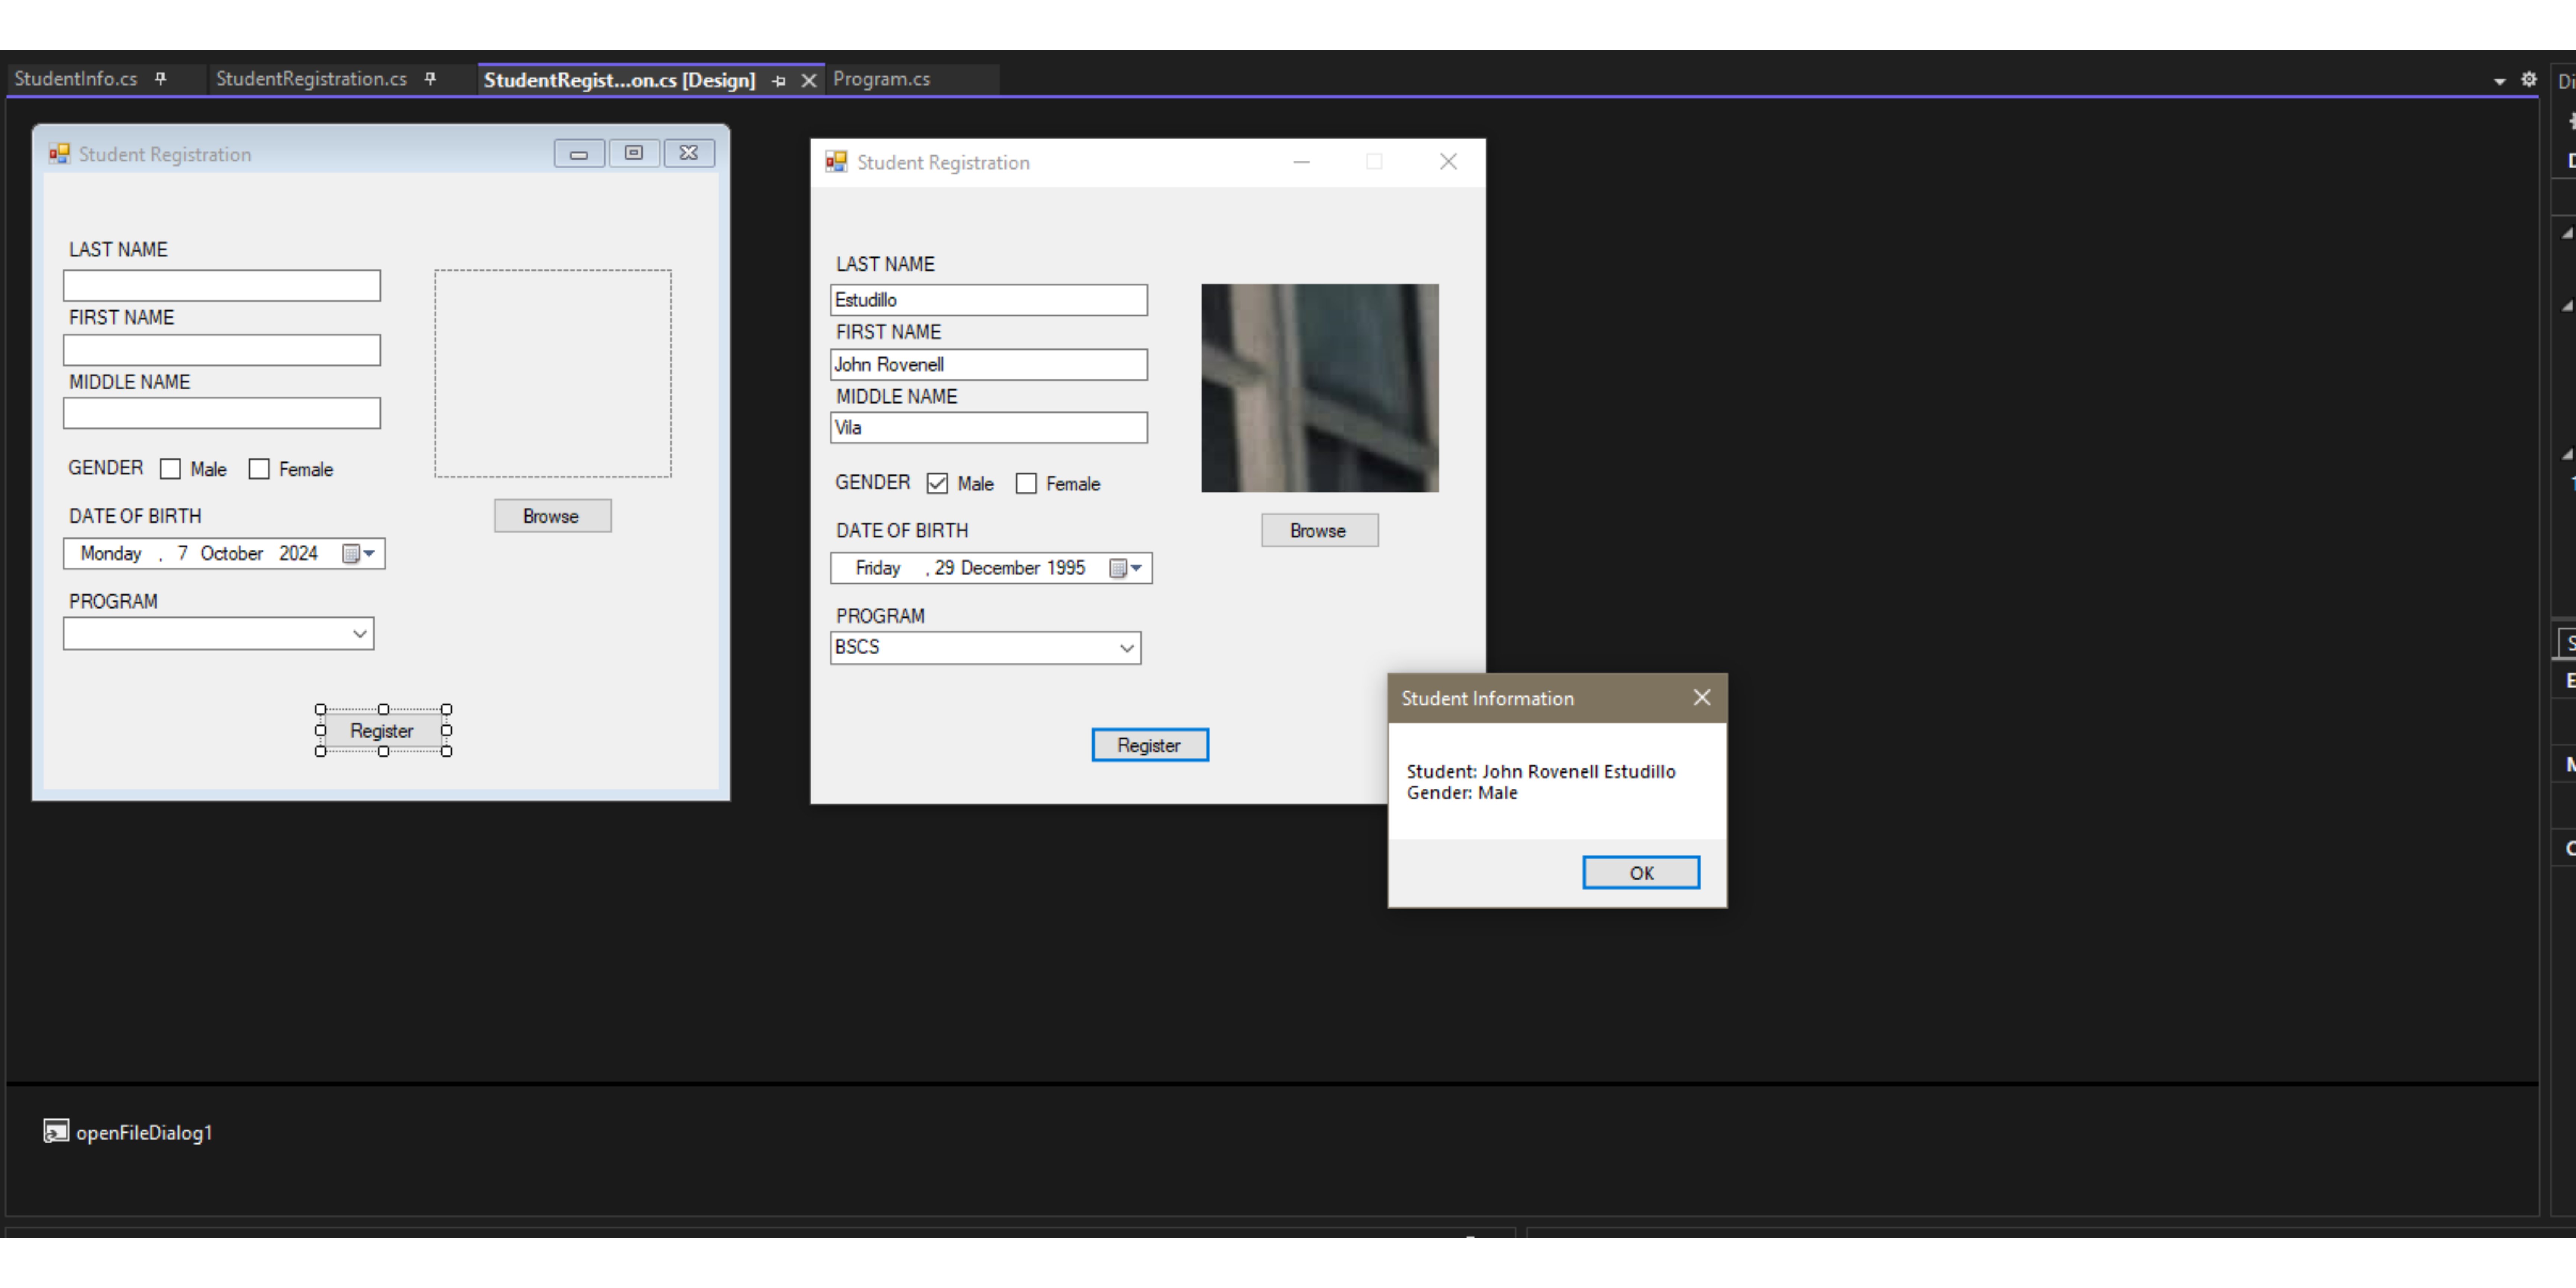 StudentInfo.cs StudentRegistration.cs StudentRegist...on.cs [Design] Program.cs
Student Registration
LAST NAME
FIRST NAME
MIDDLE NAME
GENDER Male Female
DATE OF BIRTH
Monday , 7 October 2024
PROGRAM
Browse
Register
Student Registration
LAST NAME
Estudillo
FIRST NAME
John Rovenell
MIDDLE NAME
Vila
GENDER Male Female
DATE OF BIRTH
Friday , 29 December 1995
PROGRAM
BSCS
Browse
Register
Student Information
Student: John Rovenell Estudillo
Gender: Male
OK
openFileDialog1